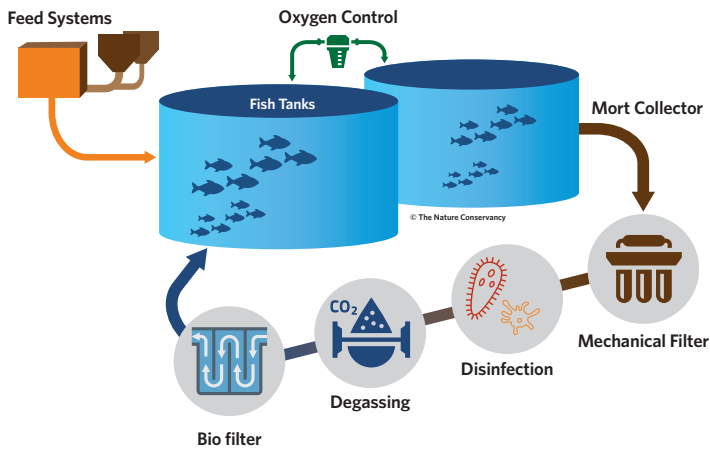 Feed Systems
Oxygen Control
Fish Tanks
Mort Collector
© The Nature Conservancy
CO₂
Mechanical Filter
Disinfection
Degassing
Bio filter